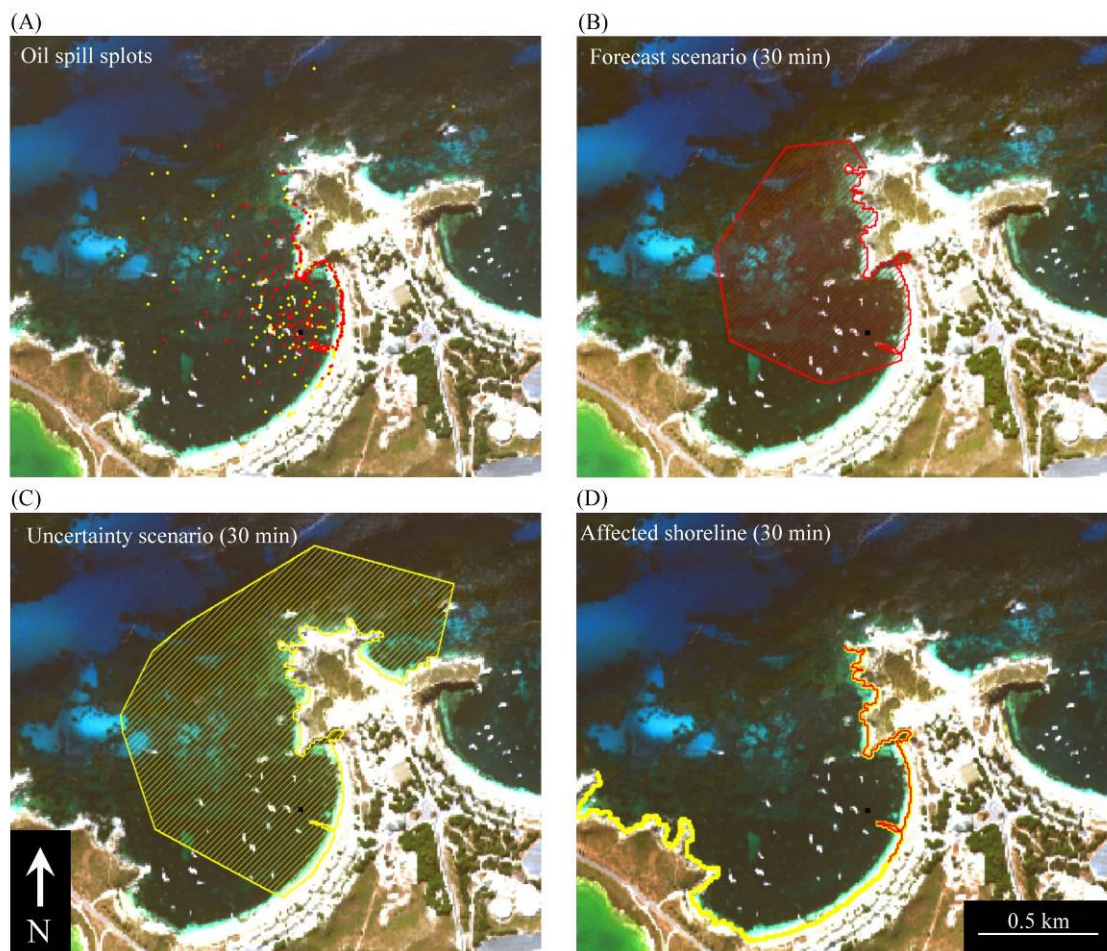 (A)
Oil spill splots
(B)
Forecast scenario (30 min)
(C)
Uncertainty scenario (30 min)
(D)
Affected shoreline (30 min)
N
0.5 km